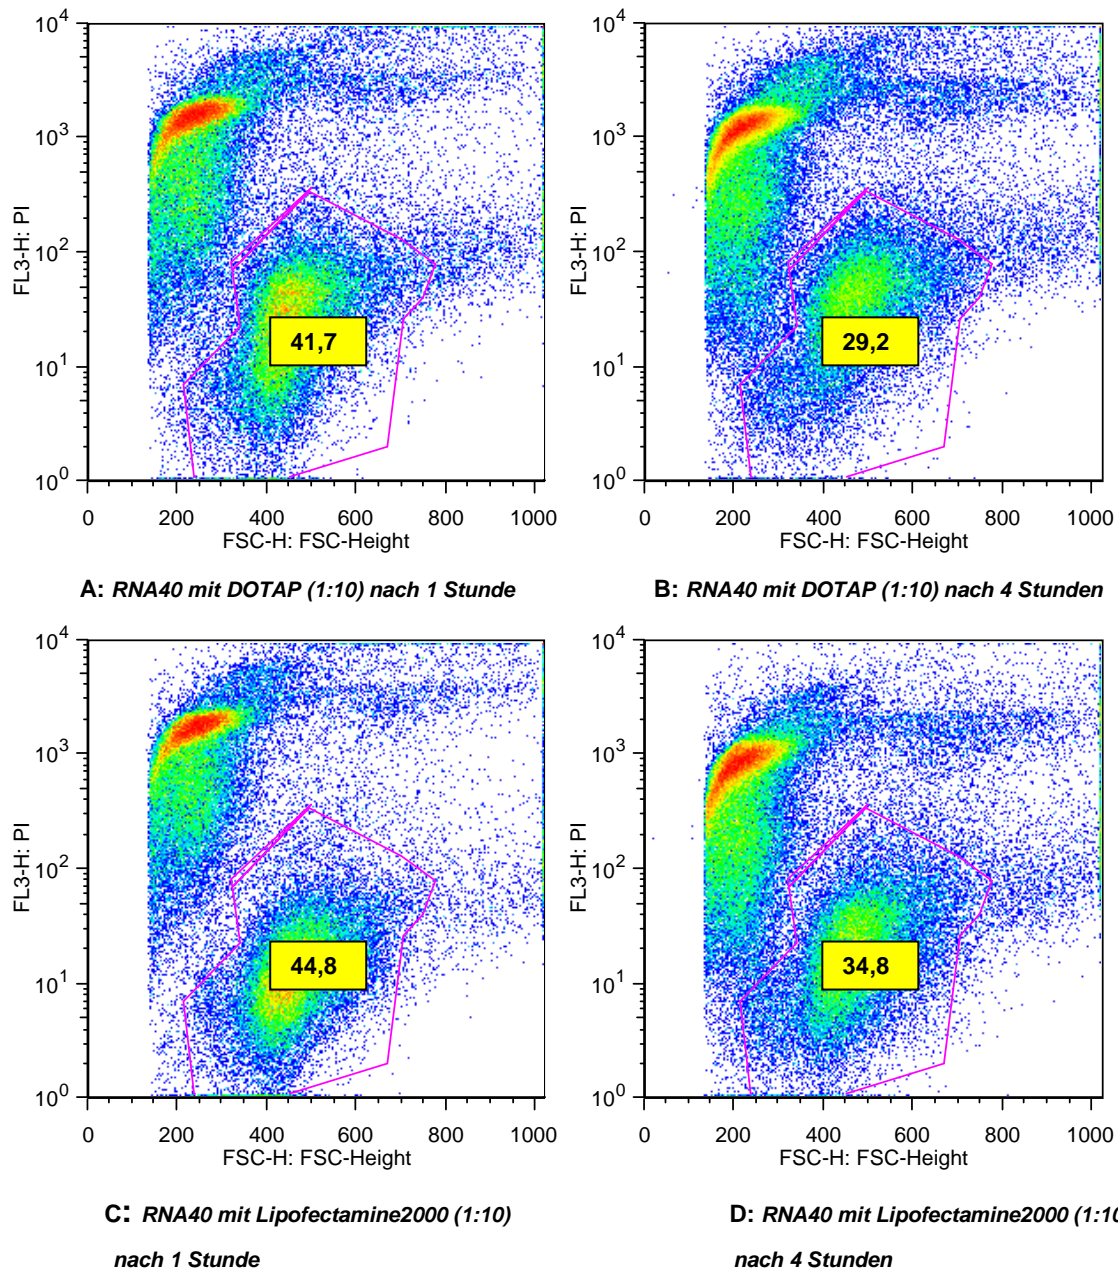 10^4
10^3
10^2
10^1
10^0
FL3-H: PI
41,7
0 200 400 600 800 1000
FSC-H: FSC-Height
A: RNA40 mit DOTAP (1:10) nach 1 Stunde
10^4
10^3
10^2
10^1
10^0
FL3-H: PI
29,2
0 200 400 600 800 1000
FSC-H: FSC-Height
B: RNA40 mit DOTAP (1:10) nach 4 Stunden
10^4
10^3
10^2
10^1
10^0
FL3-H: PI
44,8
0 200 400 600 800 1000
FSC-H: FSC-Height
C: RNA40 mit Lipofectamine2000 (1:10)
nach 1 Stunde
10^4
10^3
10^2
10^1
10^0
FL3-H: PI
34,8
0 200 400 600 800 1000
FSC-H: FSC-Height
D: RNA40 mit Lipofectamine2000 (1:10
nach 4 Stunden